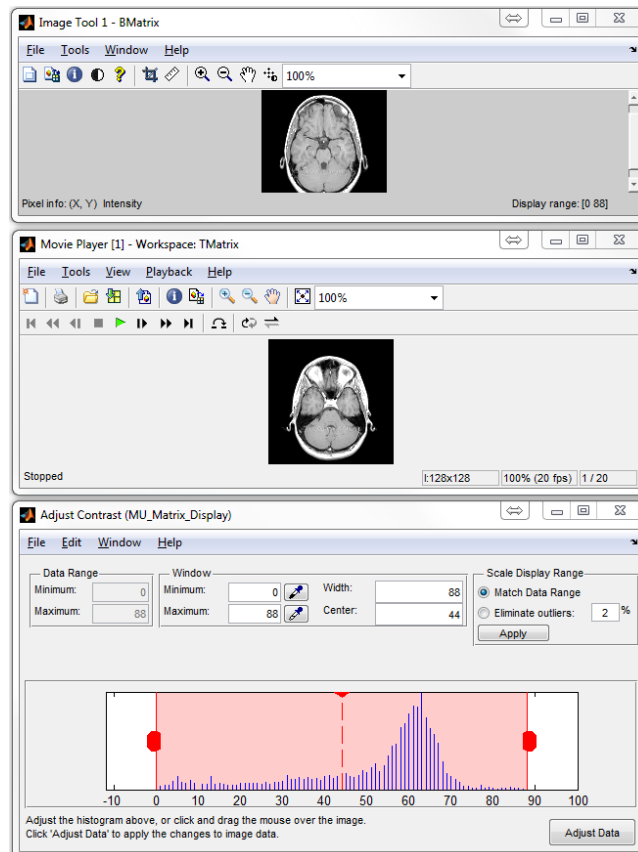 Image Tool 1 - BMatrix
File Tools Window Help
100%
Pixel info: (X, Y) Intensity
Display range: [0 88]
Movie Player [1] - Workspace: TMatrix
File Tools View Playback Help
100%
Stopped
I:128x128
100% (20 fps)
1 / 20
Adjust Contrast (MU_Matrix_Display)
File Edit Window Help
Data Range
Minimum: 0
Maximum: 88
Window
Minimum: 0
Maximum: 88
Width: 88
Center: 44
Scale Display Range
Match Data Range
Eliminate outliers: 2 %
Apply
-10 0 10 20 30 40 50 60 70 80 90 100
Adjust the histogram above, or click and drag the mouse over the image.
Click 'Adjust Data' to apply the changes to image data.
Adjust Data